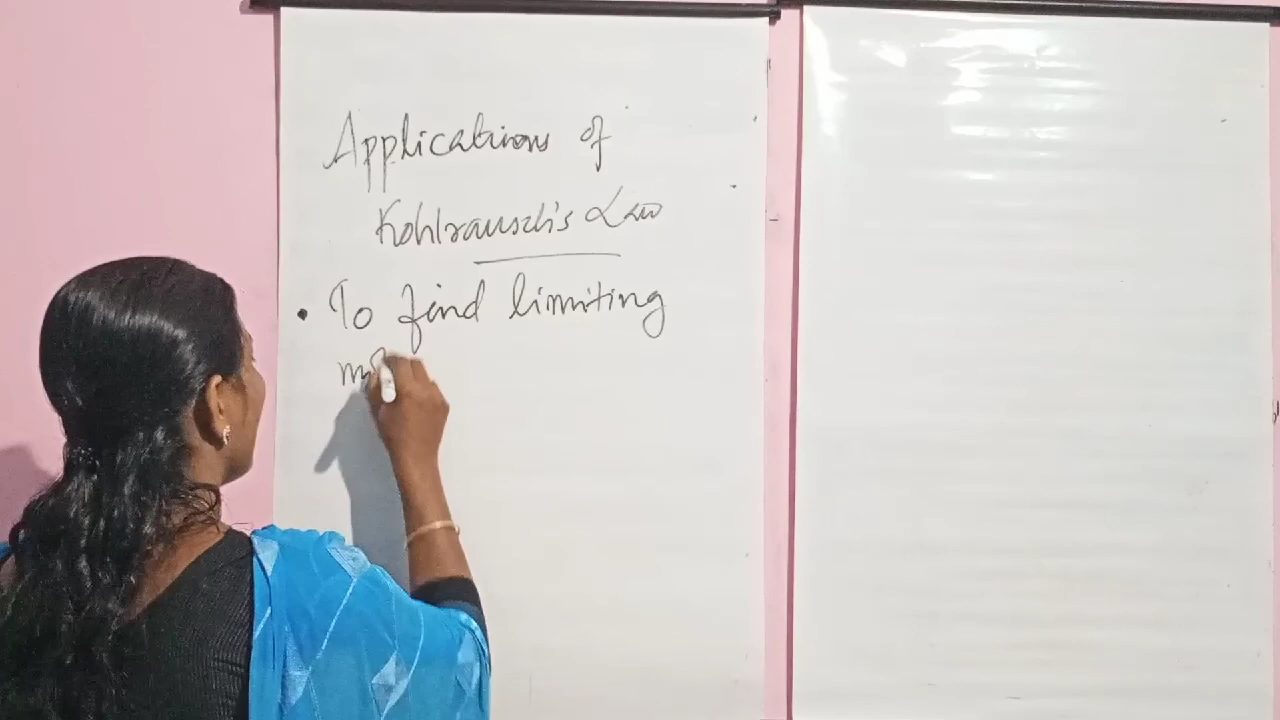 Applications of
Kohlrausch's Law
• To find limiting